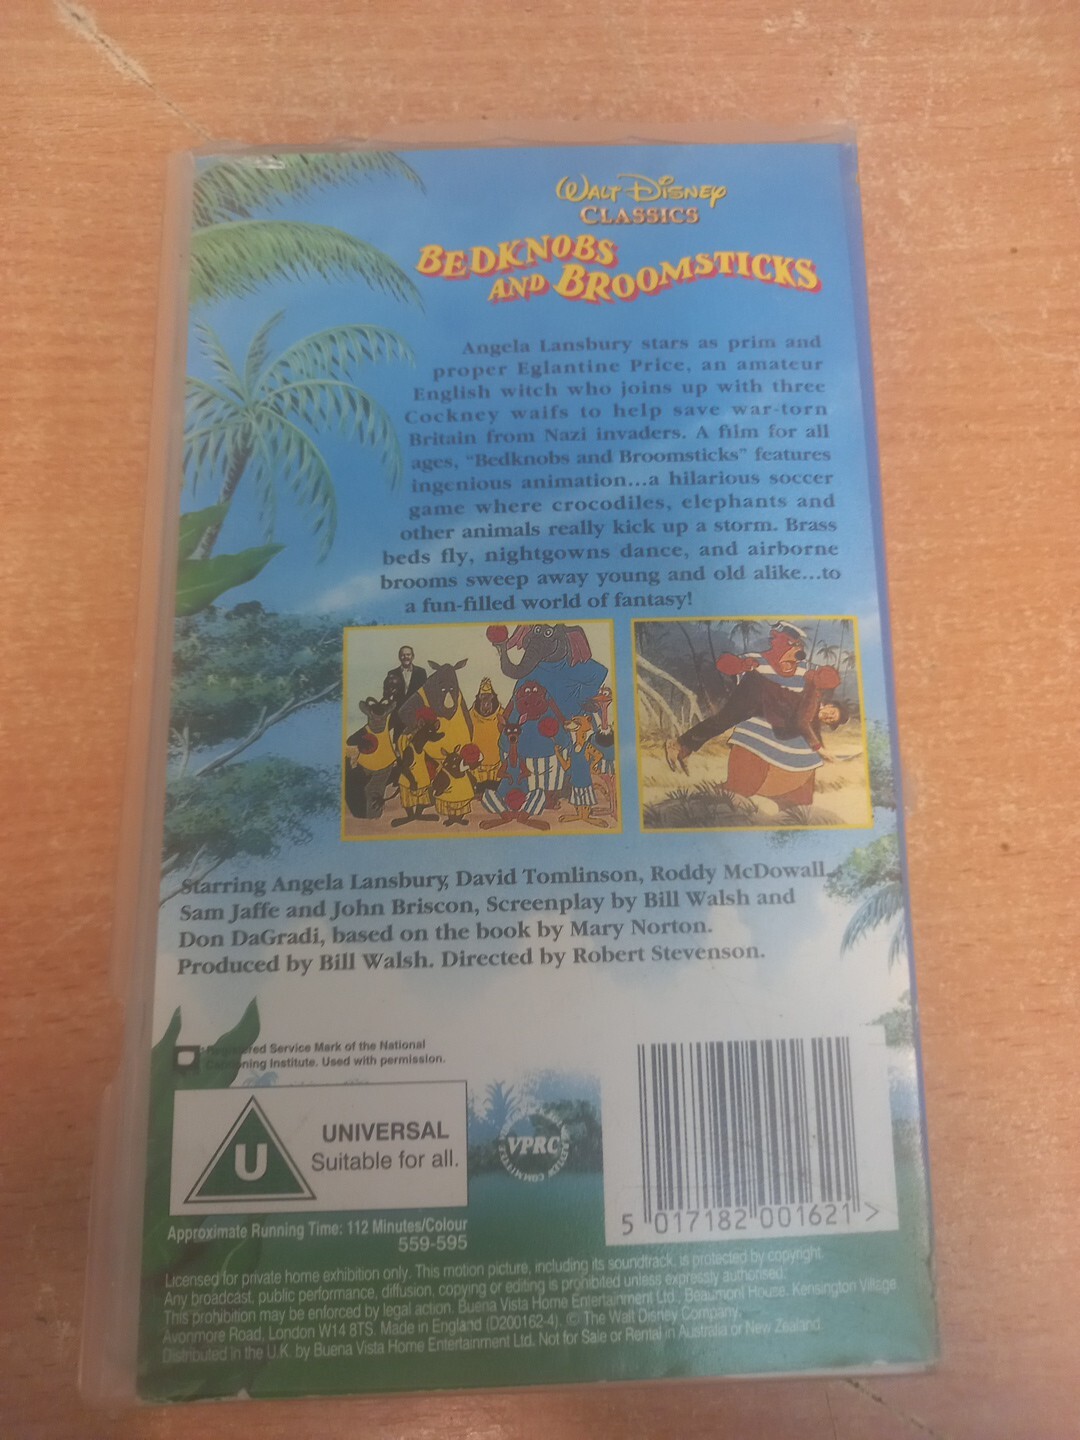 WALT DISNEY
CLASSICS
BEDKNOBS
AND BROOMSTICKS
Angela Lansbury stars as prim and
proper Eglantine Price, an amateur
English witch who joins up with three
Cockney waifs to help save war-torn
Britain from Nazi invaders. A film for all
ages, "Bedknobs and Broomsticks" features
ingenious animation...a hilarious soccer
game where crocodiles, elephants and
other animals really kick up a storm. Brass
beds fly, nightgowns dance, and airborne
brooms sweep away young and old alike...to
a fun-filled world of fantasy!
Starring Angela Lansbury, David Tomlinson, Roddy McDowall,
Sam Jaffe and John Briscon, Screenplay by Bill Walsh and
Don DaGradi, based on the book by Mary Norton.
Produced by Bill Walsh. Directed by Robert Stevenson.
Registered Service Mark of the National
Captioning Institute. Used with permission.
U
UNIVERSAL
Suitable for all.
VPRC
Approximate Running Time: 112 Minutes/Colour
559-595
5 017182 001621 >
Licensed for private home exhibition only. This motion picture, including its soundtrack, is protected by copyright.
Any broadcast, public performance, diffusion, copying or editing is prohibited unless expressly authorised.
This prohibition may be enforced by legal action. Buena Vista Home Entertainment Ltd., Beaumont House, Kensington Village
Avonmore Road, London W14 8TS. Made in England (D200162-4). © The Walt Disney Company.
Distributed in the U.K. by Buena Vista Home Entertainment Ltd. Not for Sale or Rental in Australia or New Zealand